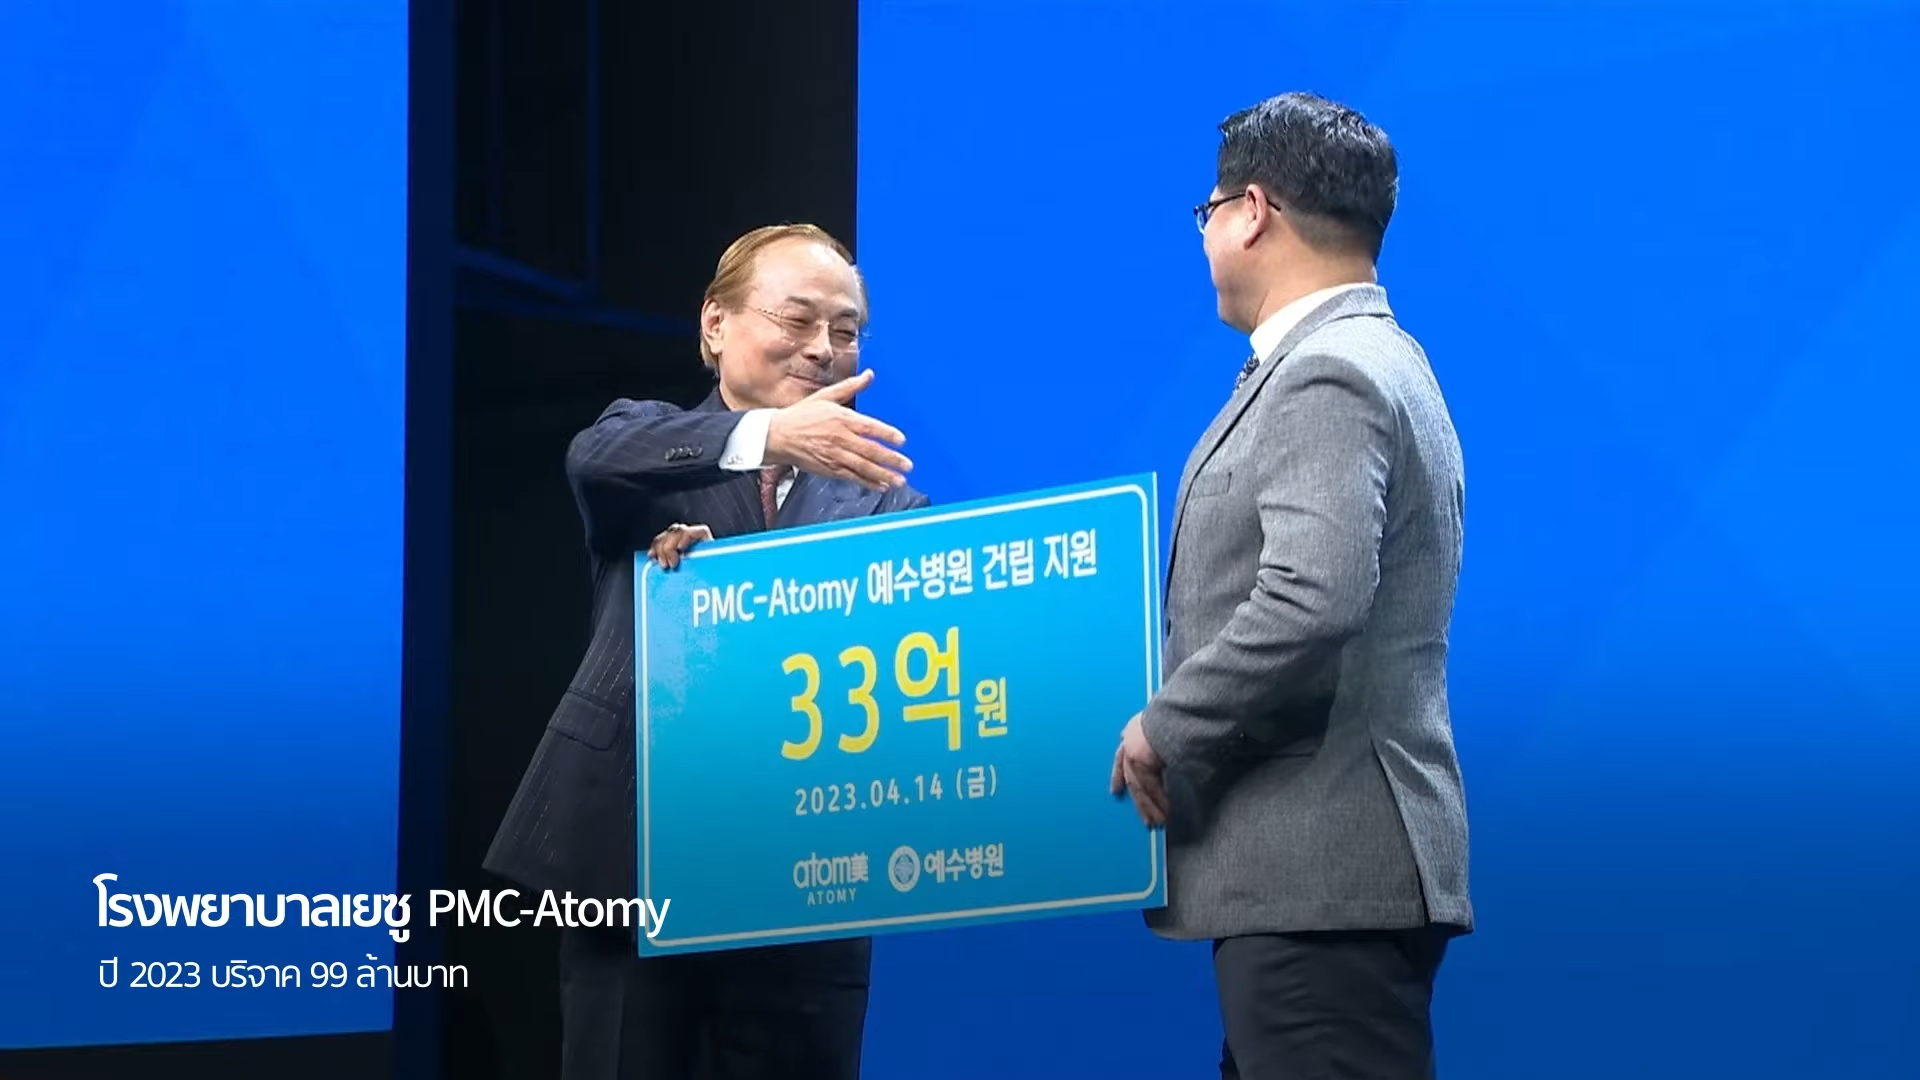 PMC-Atomy 예수병원 건립 지원
33억 원
2023.04.14 (금)
atom美 예수병원
ATOMY
โรงพยาบาลเยซู PMC-Atomy
ปี 2023 บริจาค 99 ล้านบาท